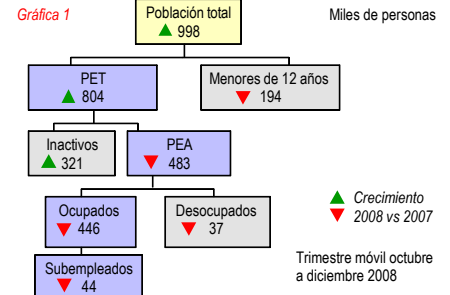 Gráfica 1
Población total
998
Miles de personas
PET
804
Menores de 12 años
194
Inactivos
321
PEA
483
Ocupados
446
Desocupados
37
Crecimiento
2008 vs 2007
Subempleados
44
Trimestre móvil octubre
a diciembre 2008